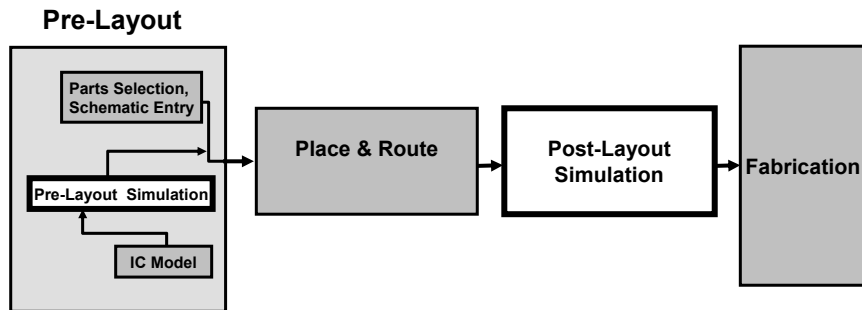 Pre-Layout
Parts Selection,
Schematic Entry
Pre-Layout Simulation
IC Model
Place & Route
Post-Layout
Simulation
Fabrication